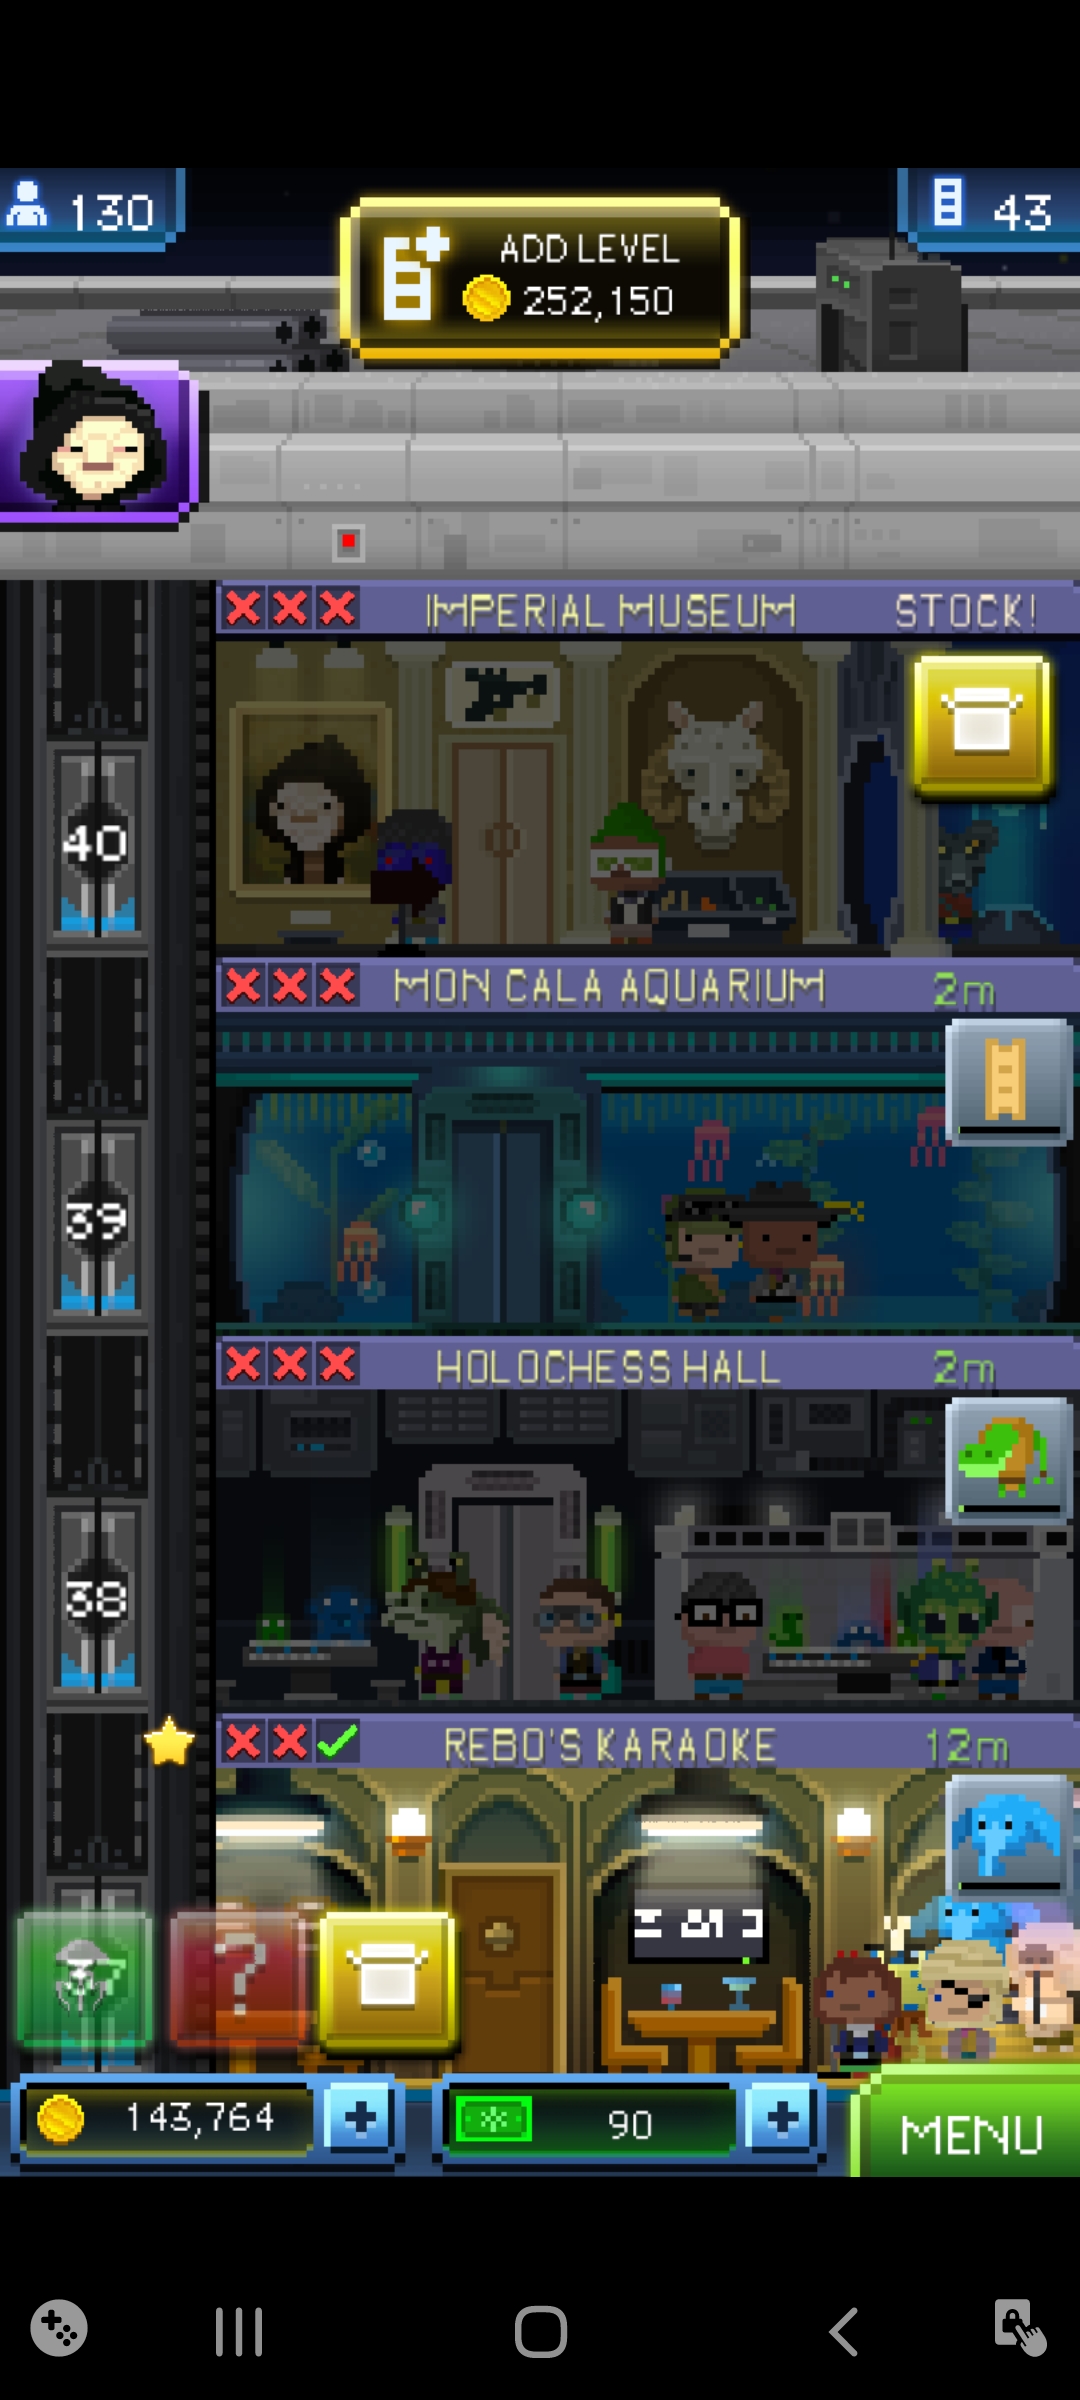 130
ADD LEVEL
252,150
43
IMPERIAL MUSEUM STOCK!
40
MON CALA AQUARIUM 2m
39
HOLOCHESS HALL 2m
38
REBO'S KARAOKE 12m
?
143,764 + 90 + MENU